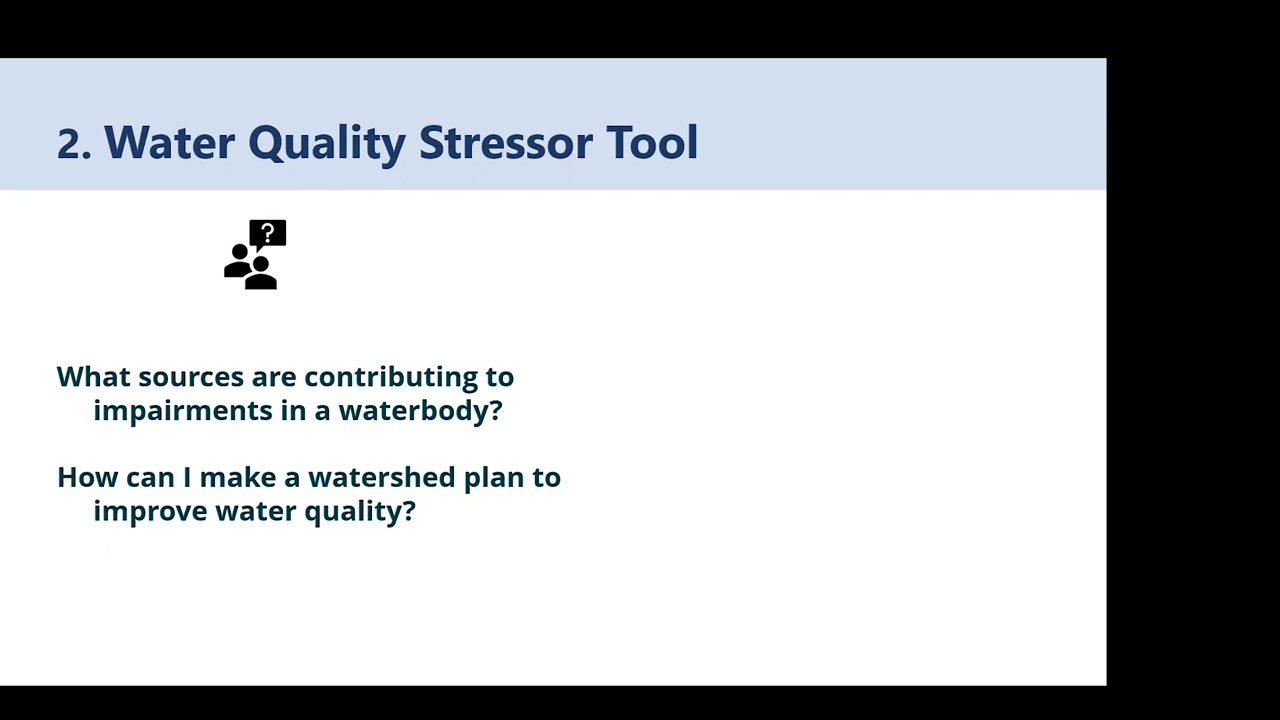 2. Water Quality Stressor Tool
?
What sources are contributing to
impairments in a waterbody?
How can I make a watershed plan to
improve water quality?